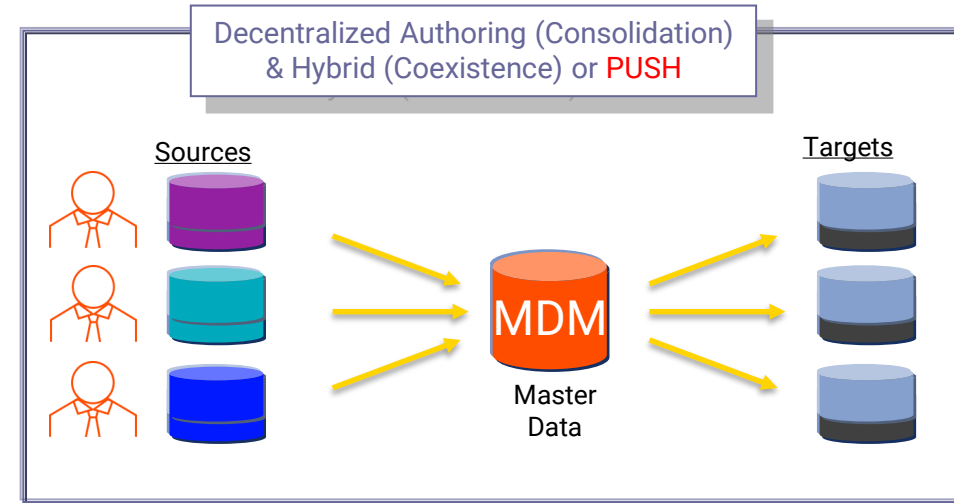 Decentralized Authoring (Consolidation)
& Hybrid (Coexistence) or PUSH
Sources
Targets
MDM
Master
Data